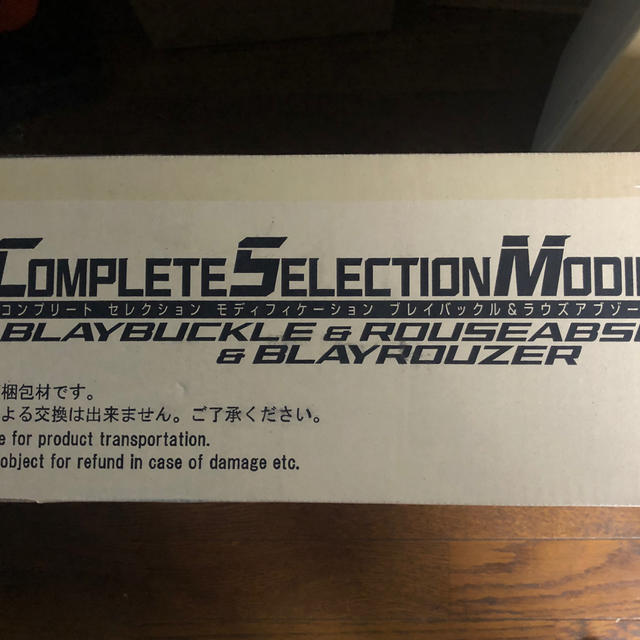 COMPLETE SELECTION MODIF
コンプリート セレクション モディフィケーション ブレイバックル&ラウズアブゾー
BLAYBUCKLE & ROUSEABS
& BLAYROUZER
梱包材です。
よる交換は出来ません。ご了承ください。
e for product transportation.
object for refund in case of damage etc.